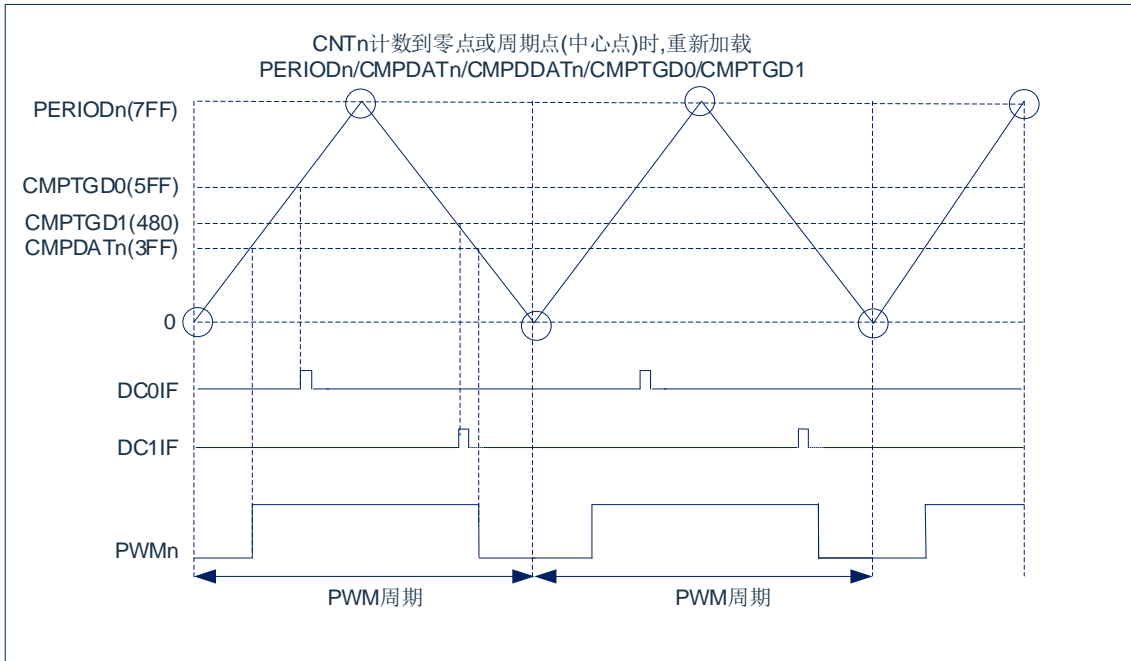 CNTn计数到零点或周期点(中心点)时,重新加载
PERIODn/CMPDATn/CMPDDATn/CMPTGD0/CMPTGD1
PERIODn(7FF)
CMPTGD0(5FF)
CMPTGD1(480)
CMPDATn(3FF)
0
DC0IF
DC1IF
PWMn
PWM周期
PWM周期